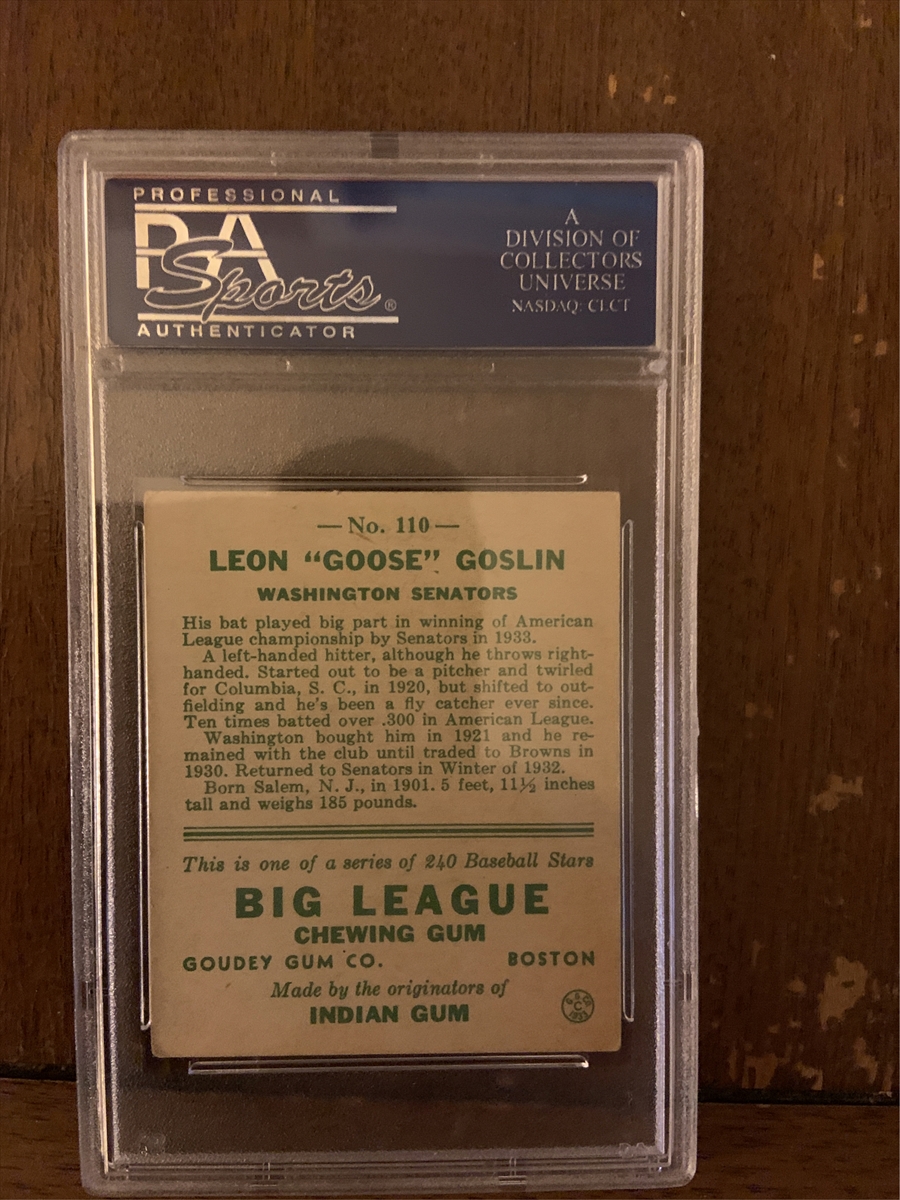 PROFESSIONAL
PSA
Sports®
AUTHENTICATOR
A
DIVISION OF
COLLECTORS
UNIVERSE
NASDAQ: CLCT
— No. 110 —
LEON "GOOSE" GOSLIN
WASHINGTON SENATORS
His bat played big part in winning of American
League championship by Senators in 1933.
A left-handed hitter, although he throws right-
handed. Started out to be a pitcher and twirled
for Columbia, S. C., in 1920, but shifted to out-
fielding and he's been a fly catcher ever since.
Ten times batted over .300 in American League.
Washington bought him in 1921 and he re-
mained with the club until traded to Browns in
1930. Returned to Senators in Winter of 1932.
Born Salem, N. J., in 1901. 5 feet, 11½ inches
tall and weighs 185 pounds.
This is one of a series of 240 Baseball Stars
BIG LEAGUE
CHEWING GUM
GOUDEY GUM CO. BOSTON
Made by the originators of
INDIAN GUM